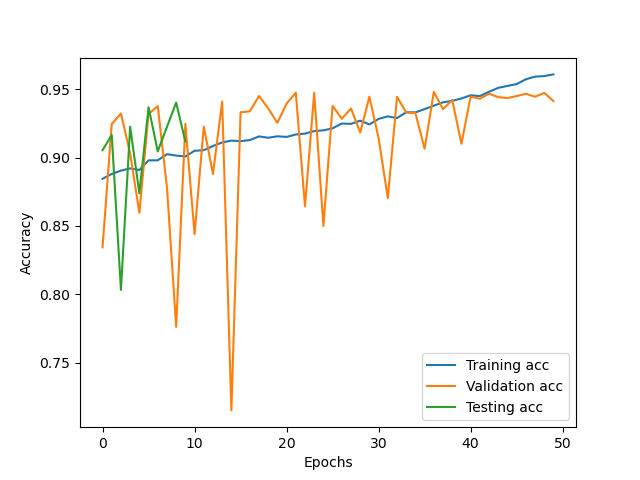 0.95
0.90
0.85
0.80
0.75
Accuracy
0 10 20 30 40 50
Epochs
Training acc
Validation acc
Testing acc